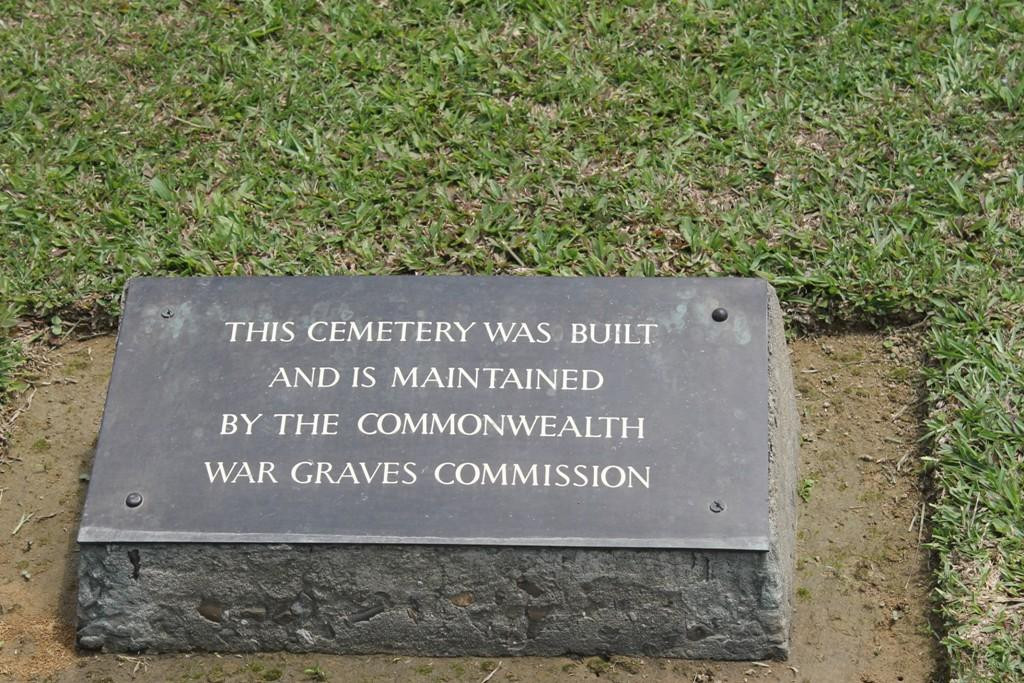 THIS CEMETERY WAS BUILT
AND IS MAINTAINED
BY THE COMMONWEALTH
WAR GRAVES COMMISSION